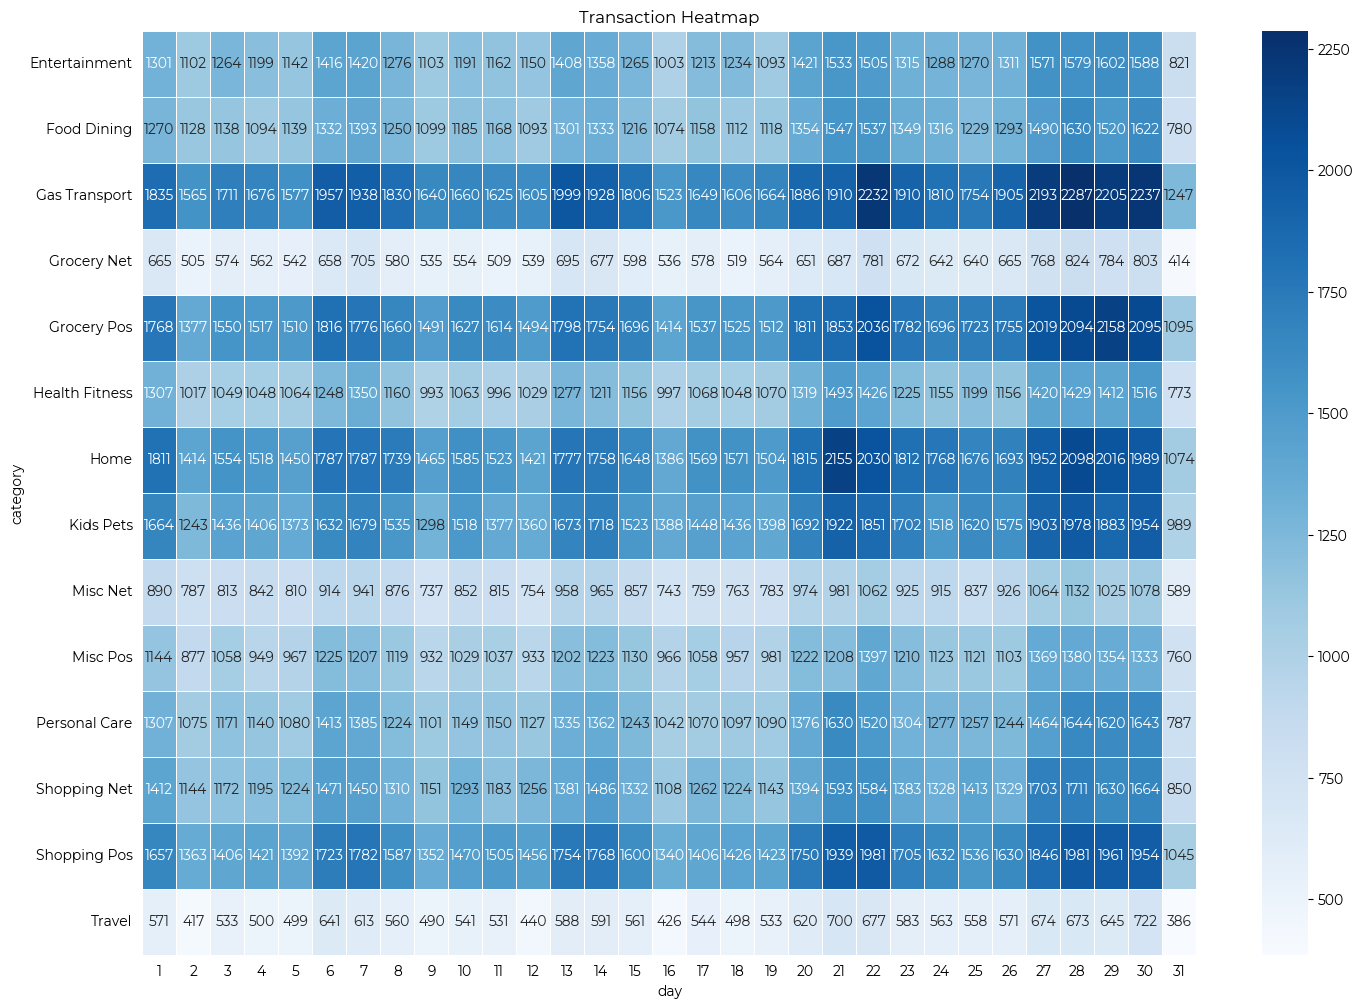 Transaction Heatmap
Entertainment 1301 1102 1264 1199 1142 1416 1420 1276 1103 1191 1162 1150 1408 1358 1265 1003 1213 1234 1093 1421 1533 1505 1315 1288 1270 1311 1571 1579 1602 1588 821
Food Dining 1270 1128 1138 1094 1139 1332 1393 1250 1099 1185 1168 1093 1301 1333 1216 1074 1158 1112 1118 1354 1547 1537 1349 1316 1229 1293 1490 1630 1520 1622 780
Gas Transport 1835 1565 1711 1676 1577 1957 1938 1830 1640 1660 1625 1605 1999 1928 1806 1523 1649 1606 1664 1886 1910 2232 1910 1810 1754 1905 2193 2287 2205 2237 1247
Grocery Net 665 505 574 562 542 658 705 580 535 554 509 539 695 677 598 536 578 519 564 651 687 781 672 642 640 665 768 824 784 803 414
Grocery Pos 1768 1377 1550 1517 1510 1816 1776 1660 1491 1627 1614 1494 1798 1754 1696 1414 1537 1525 1512 1811 1853 2036 1782 1696 1723 1755 2019 2094 2158 2095 1095
Health Fitness 1307 1017 1049 1048 1064 1248 1350 1160 993 1063 996 1029 1277 1211 1156 997 1068 1048 1070 1319 1493 1426 1225 1155 1199 1156 1420 1429 1412 1516 773
Home 1811 1414 1554 1518 1450 1787 1787 1739 1465 1585 1523 1421 1777 1758 1648 1386 1569 1571 1504 1815 2155 2030 1812 1768 1676 1693 1952 2098 2016 1989 1074
Kids Pets 1664 1243 1436 1406 1373 1632 1679 1535 1298 1518 1377 1360 1673 1718 1523 1388 1448 1436 1398 1692 1922 1851 1702 1518 1620 1575 1903 1978 1883 1954 989
Misc Net 890 787 813 842 810 914 941 876 737 852 815 754 958 965 857 743 759 763 783 974 981 1062 925 915 837 926 1064 1132 1025 1078 589
Misc Pos 1144 877 1058 949 967 1225 1207 1119 932 1029 1037 933 1202 1223 1130 966 1058 957 981 1222 1208 1397 1210 1123 1121 1103 1369 1380 1354 1333 760
Personal Care 1307 1075 1171 1140 1080 1413 1385 1224 1101 1149 1150 1127 1335 1362 1243 1042 1070 1097 1090 1376 1630 1520 1304 1277 1257 1244 1464 1644 1620 1643 787
Shopping Net 1412 1144 1172 1195 1224 1471 1450 1310 1151 1293 1183 1256 1381 1486 1332 1108 1262 1224 1143 1394 1593 1584 1383 1328 1413 1329 1703 1711 1630 1664 850
Shopping Pos 1657 1363 1406 1421 1392 1723 1782 1587 1352 1470 1505 1456 1754 1768 1600 1340 1406 1426 1423 1750 1939 1981 1705 1632 1536 1630 1846 1981 1961 1954 1045
Travel 571 417 533 500 499 641 613 560 490 541 531 440 588 591 561 426 544 498 533 620 700 677 583 563 558 571 674 673 645 722 386
1 2 3 4 5 6 7 8 9 10 11 12 13 14 15 16 17 18 19 20 21 22 23 24 25 26 27 28 29 30 31
day
category
2250
2000
1750
1500
1250
1000
750
500